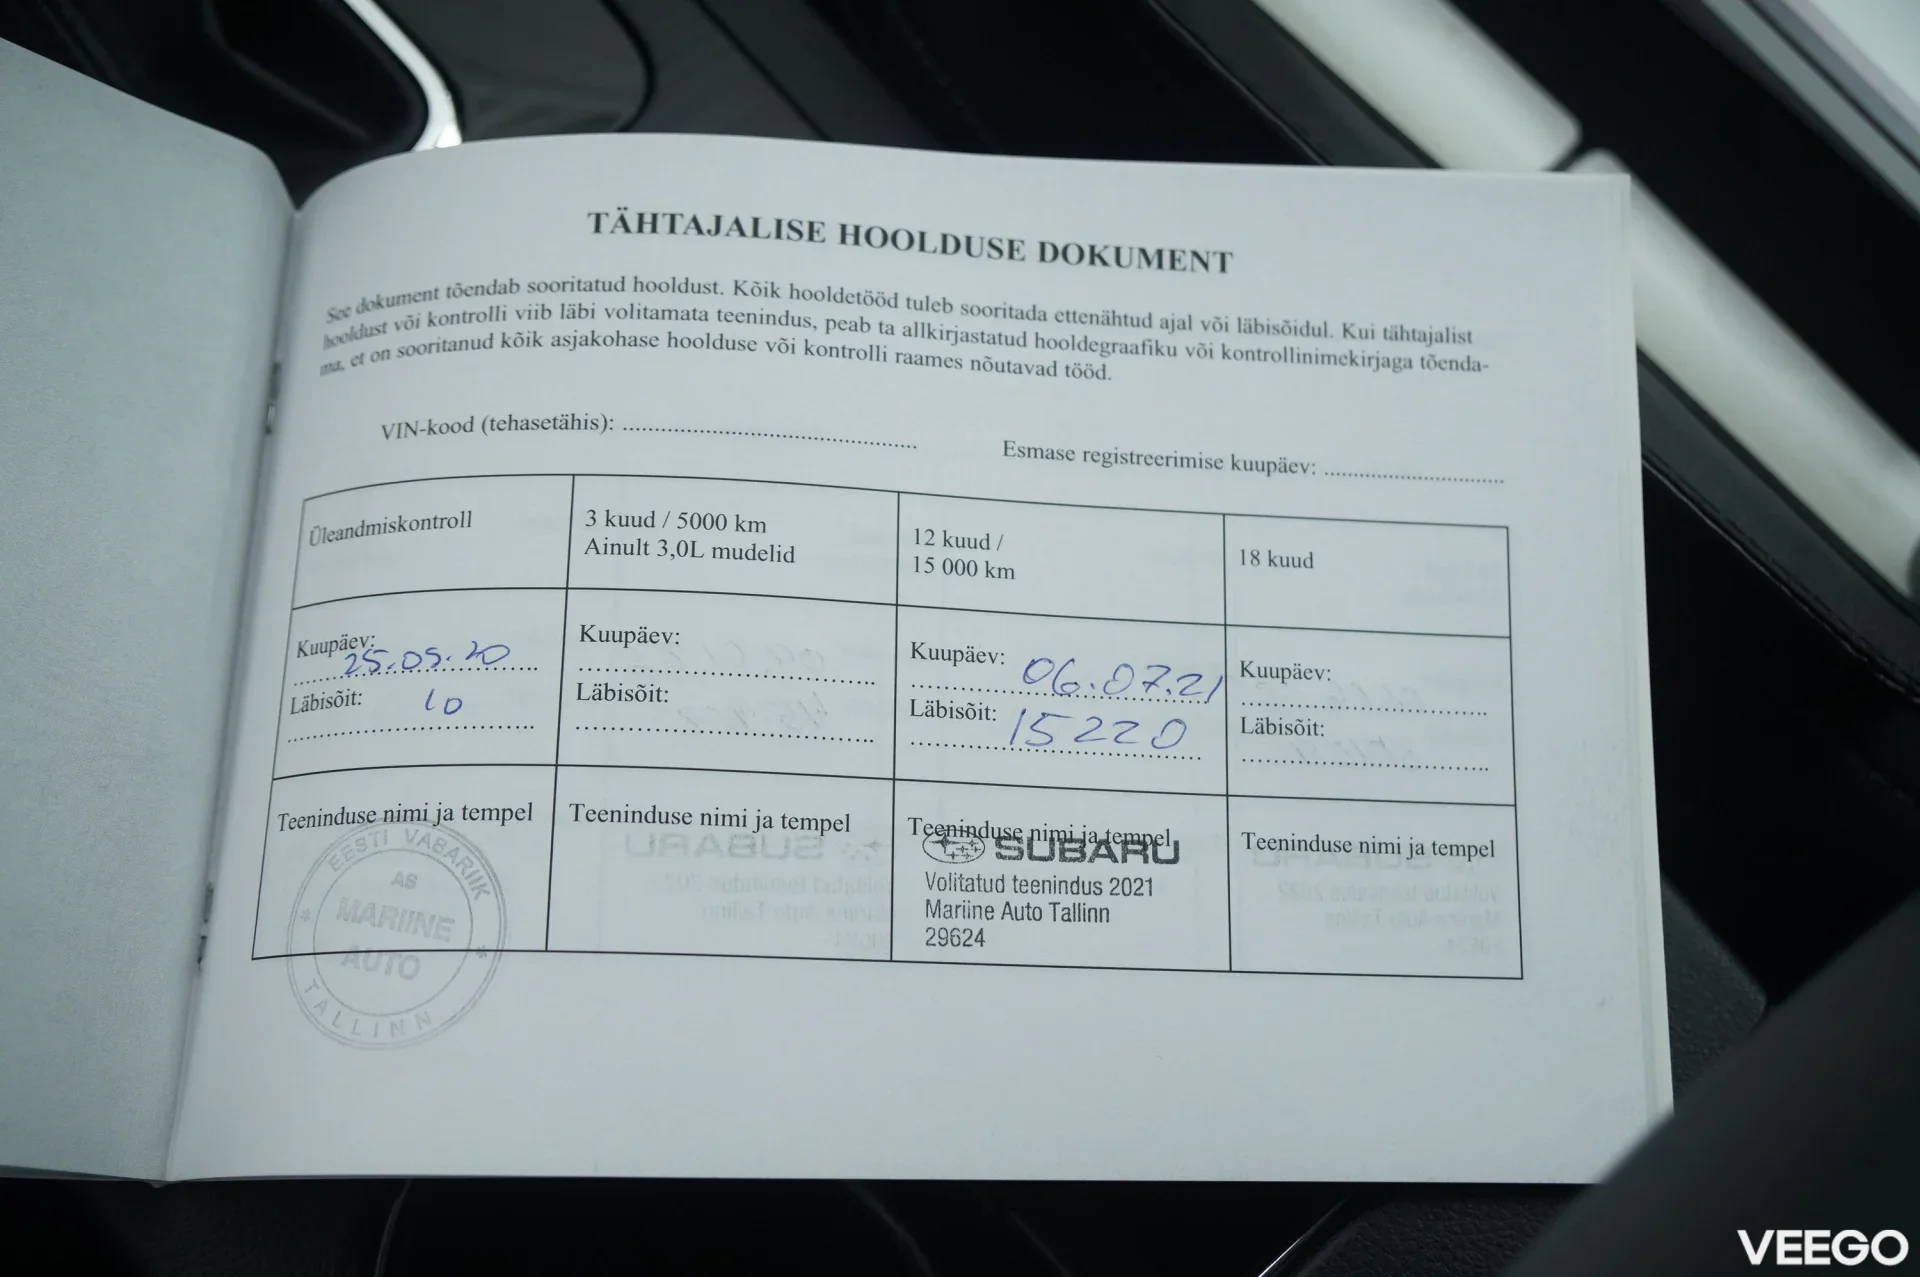 TÄHTAJALISE HOOLDUSE DOKUMENT
See dokument tõendab sooritatud hooldust. Kõik hooldetööd tuleb sooritada ettenähtud ajal või läbisõidul. Kui tähtajalist
hooldust või kontrolli viib läbi volitamata teenindus, peab ta allkirjastatud hooldegraafiku või kontrollinimekirjaga tõenda-
ma, et on sooritanud kõik asjakohase hoolduse või kontrolli raames nõutavad tööd.
VIN-kood (tehasetähis): ..............................................
Esmase registreerimise kuupäev: ............................
Üleandmiskontroll
3 kuud / 5000 km
Ainult 3,0L mudelid
12 kuud /
15 000 km
18 kuud
Kuupäev:
25.05.20
Läbisõit:
10
Kuupäev:
Läbisõit:
Kuupäev:
06.07.21
Läbisõit:
15220
Kuupäev:
Läbisõit:
Teeninduse nimi ja tempel
EESTI VABARIIK
AS
MARIINE
AUTO
TALLINN
Teeninduse nimi ja tempel
Teeninduse nimi ja tempel
SUBARU
Volitatud teenindus 2021
Mariine Auto Tallinn
29624
Teeninduse nimi ja tempel
VEEGO